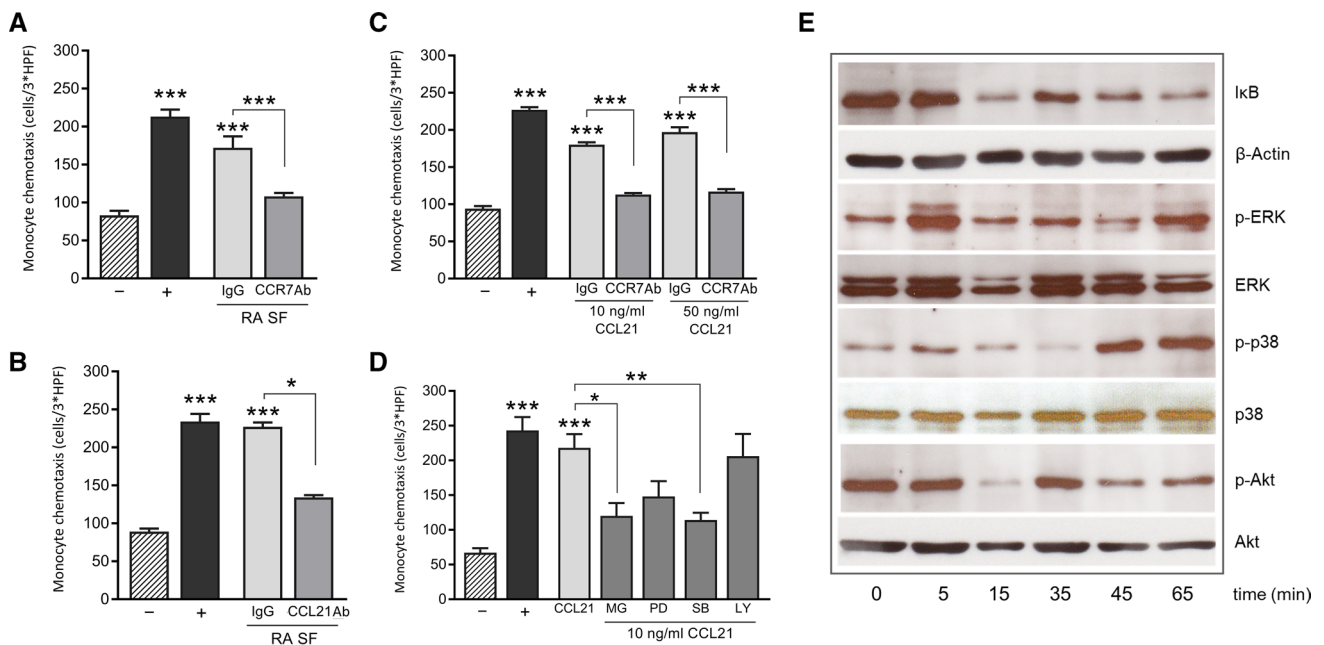 A
Monocyte chemotaxis (cells/3*HPF)
300
250
200
150
100
50
0
***
***
***
− + IgG CCR7Ab
RA SF
B
Monocyte chemotaxis (cells/3*HPF)
300
250
200
150
100
50
0
***
***
*
− + IgG CCL21Ab
RA SF
C
Monocyte chemotaxis (cells/3*HPF)
300
250
200
150
100
50
0
***
***
***
***
***
− + IgG CCR7Ab IgG CCR7Ab
10 ng/ml 50 ng/ml
CCL21 CCL21
D
Monocyte chemotaxis (cells/3*HPF)
300
250
200
150
100
50
0
***
***
*
**
− + CCL21 MG PD SB LY
10 ng/ml CCL21
E
IκB
β-Actin
p-ERK
ERK
p-p38
p38
p-Akt
Akt
0 5 15 35 45 65 time (min)